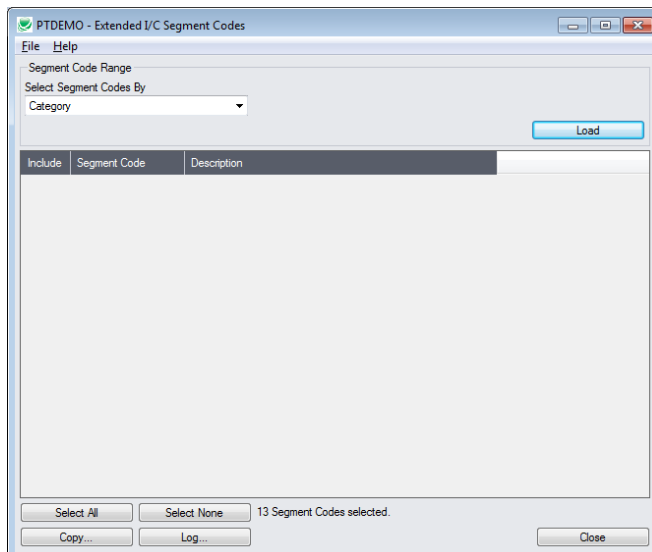 PTDEMO - Extended I/C Segment Codes
File Help
Segment Code Range
Select Segment Codes By
Category
Load
Include Segment Code Description
Select All Select None 13 Segment Codes selected.
Copy... Log... Close